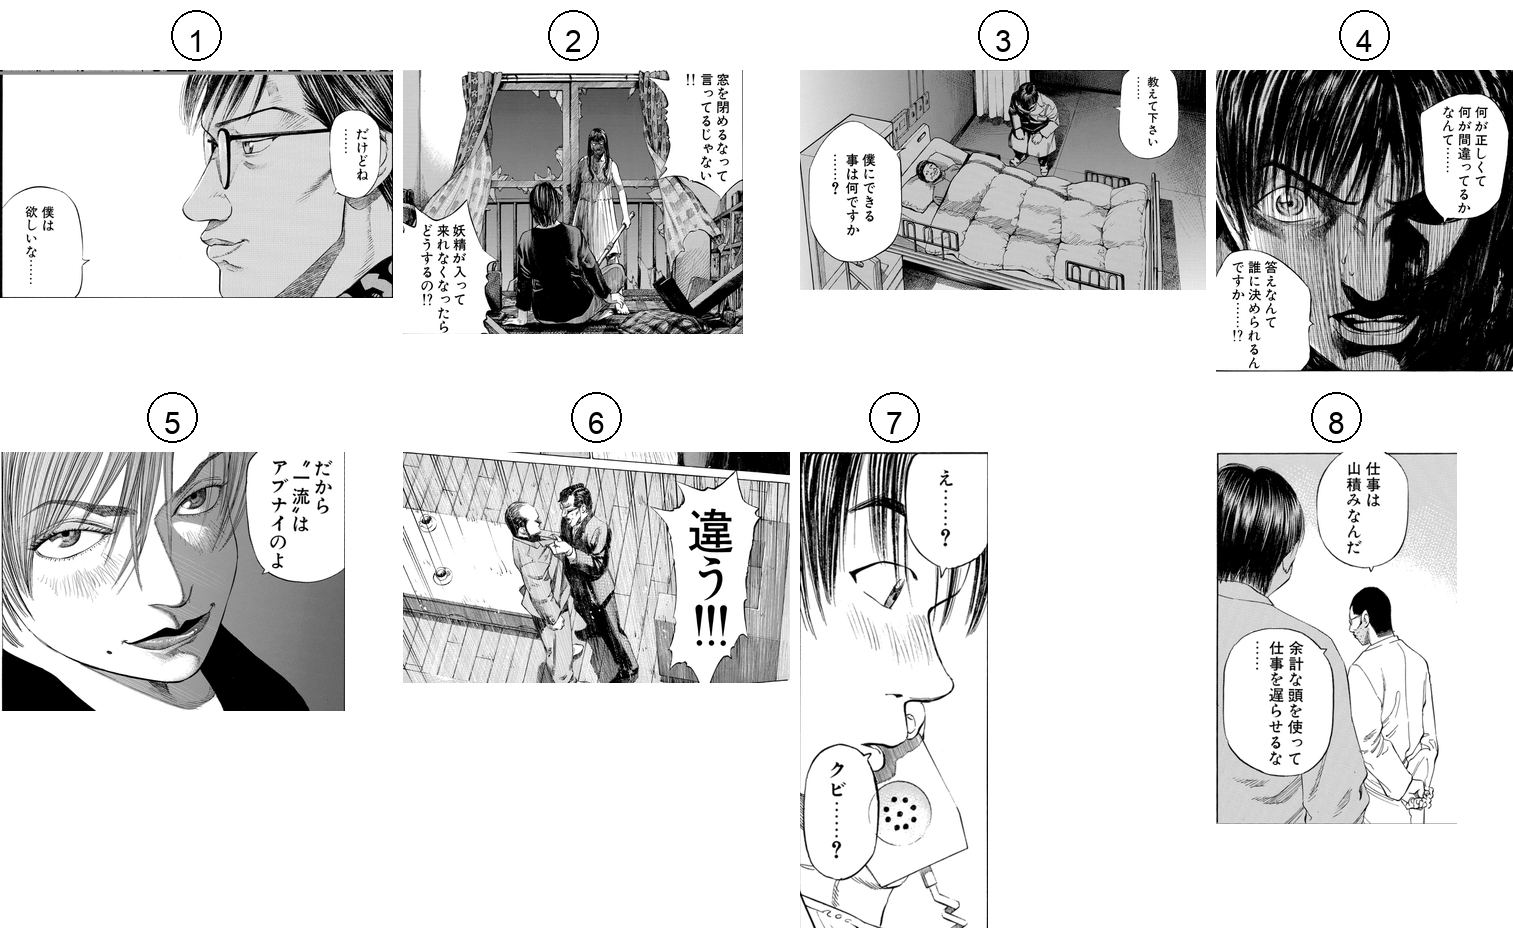 1
だけどね
……
僕は
欲しいな……
2
窓を閉めるなって
言ってるじゃない
!!
妖精が入って
来れなくなったら
どうするの!?
3
教えて下さい
……
僕にできる
事は何ですか
……?
4
何が正しくて
何が間違ってるか
なんて……
答えなんて
誰に決められるん
ですか……!?
5
だから
〝一流〟は
アブナイのよ
6
違う!!!
7
え……?
クビ……?
8
仕事は
山積みなんだ
余計な頭を使って
仕事を遅らせるな
……